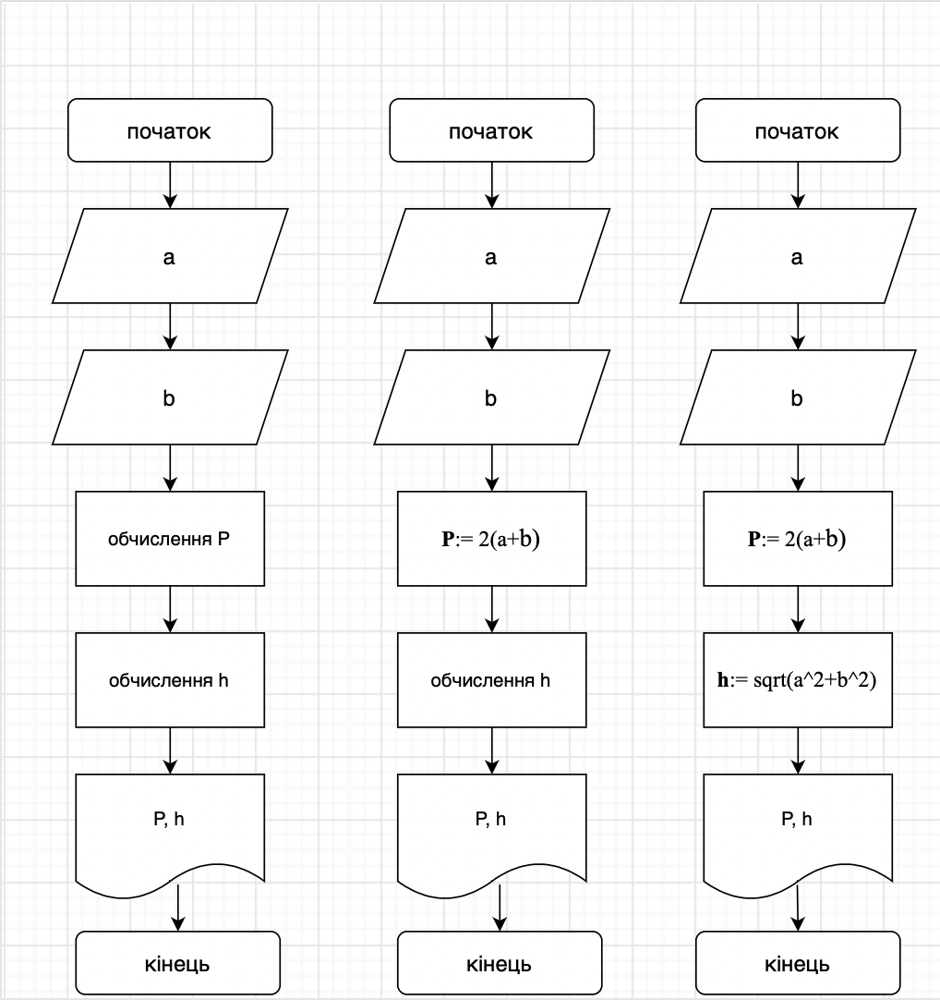 початок
a
b
обчислення P
обчислення h
P, h
кінець
початок
a
b
P:= 2(a+b)
обчислення h
P, h
кінець
початок
a
b
P:= 2(a+b)
h:= sqrt(a^2+b^2)
P, h
кінець